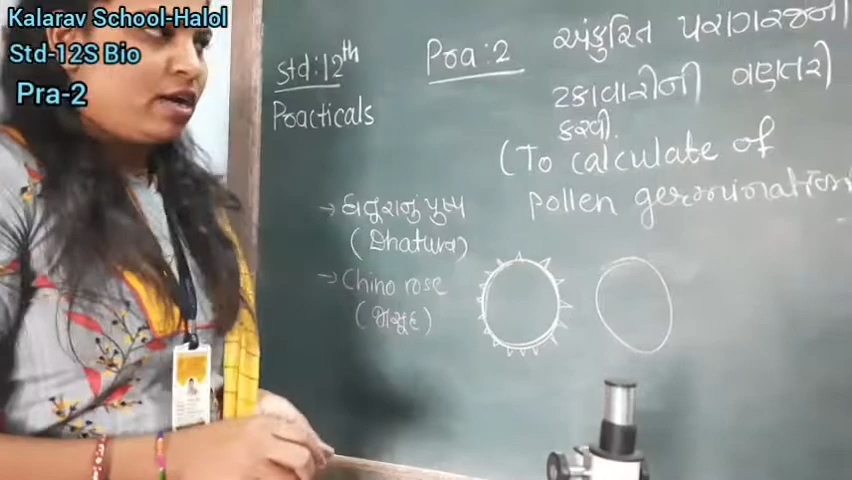 Kalarav School-Halol
Std-12S Bio
Pra-2
std:12th
Practicals
Pra:2
અંકુરિત પરાગરજની
ટકાવારીની ગણતરી
કરવી.
(To calculate of
pollen germination
→ ધતૂરાનું પુષ્પ
(Dhatura)
→ Chino rose
(જાસૂદ)